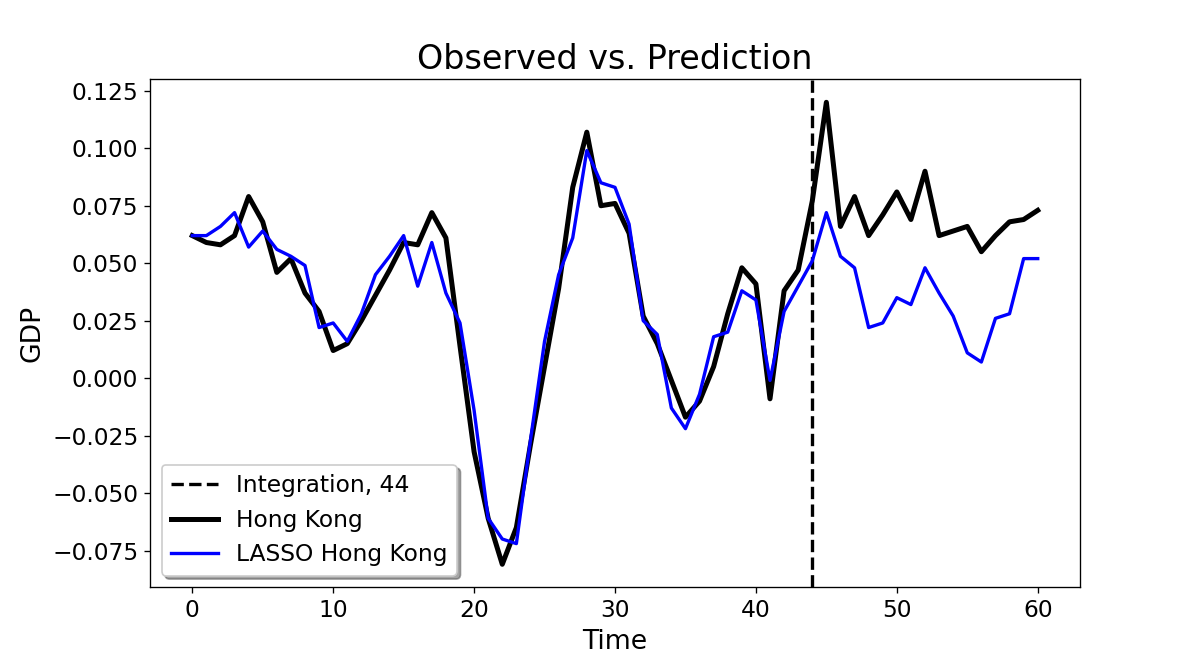 Observed vs. Prediction
GDP
0.125
0.100
0.075
0.050
0.025
0.000
−0.025
−0.050
−0.075
Integration, 44
Hong Kong
LASSO Hong Kong
0 10 20 30 40 50 60
Time